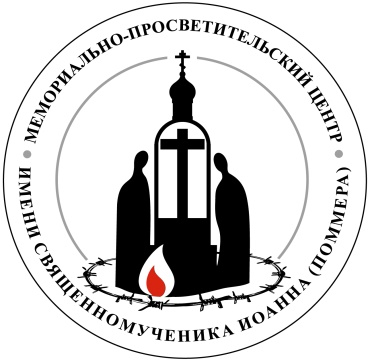 МЕМОРИАЛЬНО-ПРОСВЕТИТЕЛЬСКИЙ ЦЕНТР
ИМЕНИ СВЯЩЕННОМУЧЕНИКА ИОАННА (ПОММЕРА)